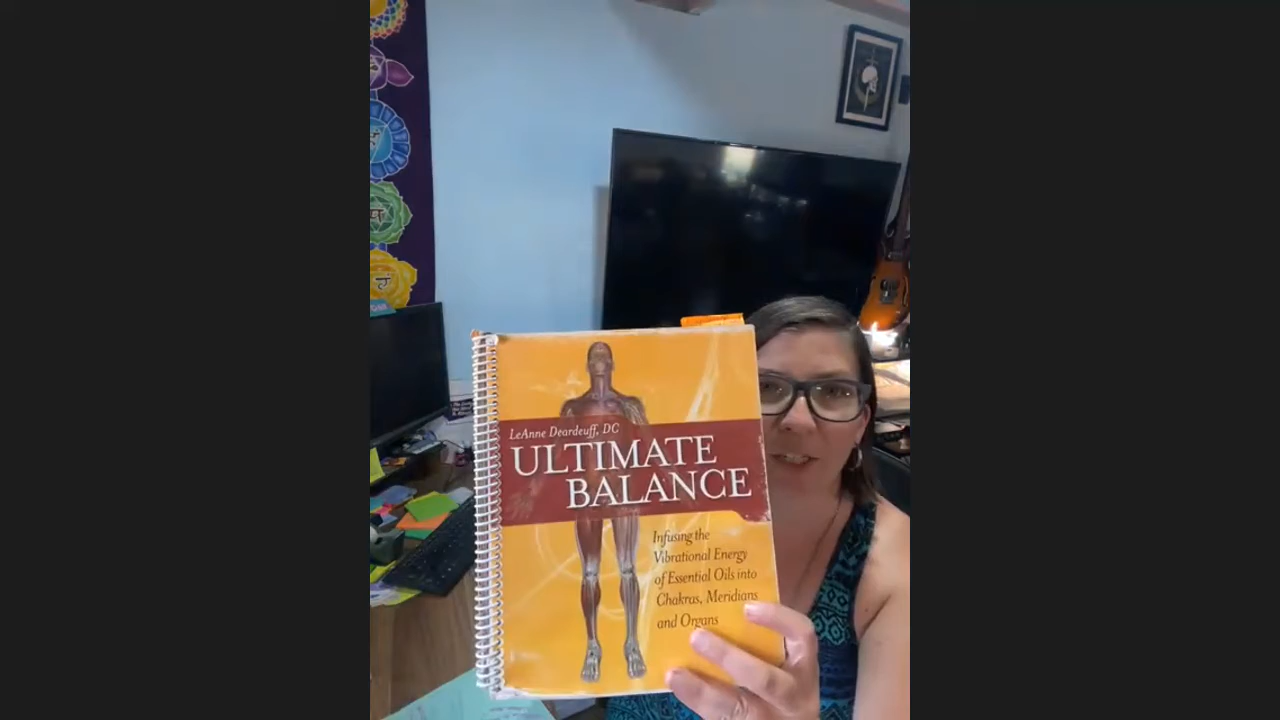 LeAnne Deardeuff, DC
ULTIMATE
BALANCE
Infusing the
Vibrational Energy
of Essential Oils into
Chakras, Meridians
and Organs